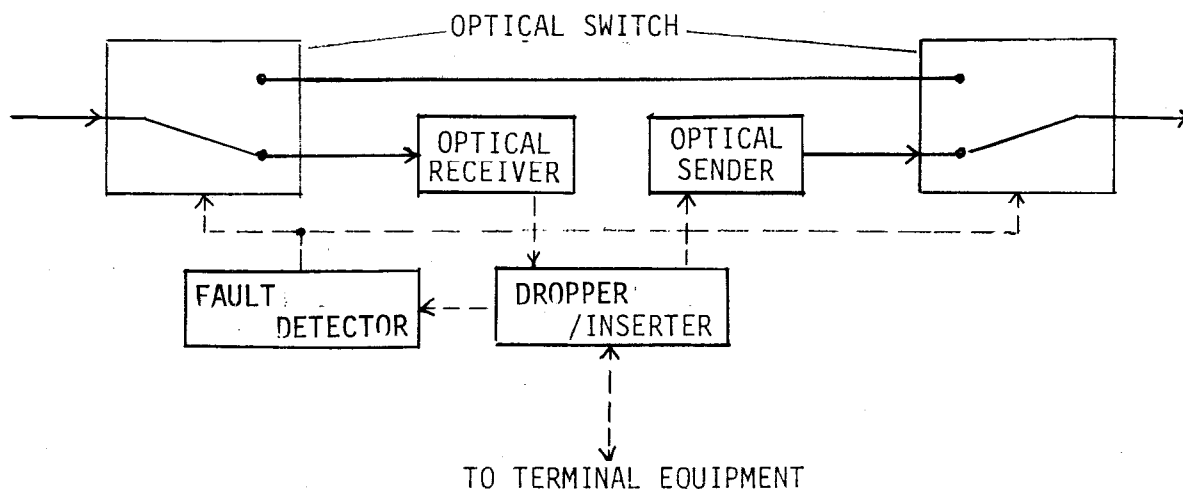 OPTICAL SWITCH
OPTICAL
RECEIVER
OPTICAL
SENDER
FAULT
DETECTOR
DROPPER
/INSERTER
TO TERMINAL EQUIPMENT